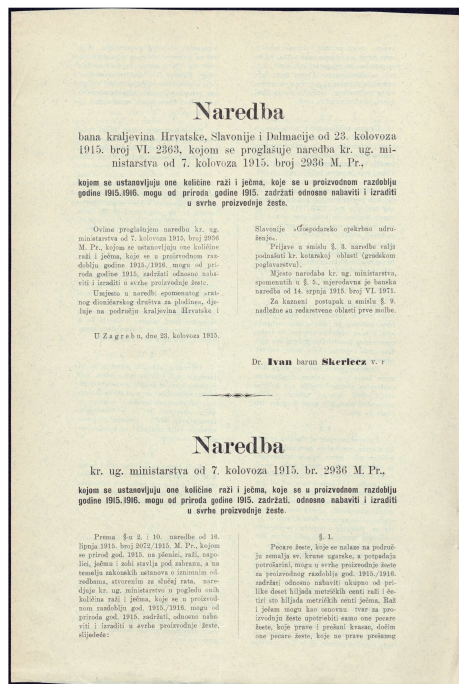 Naredba
bana kraljevina Hrvatske, Slavonije i Dalmacije od 23. kolovoza
1915. broj VI. 2363, kojom se proglašuje naredba kr. ug. mi-
nistarstva od 7. kolovoza 1915. broj 2936 M. Pr.,
kojom se ustanovljuju one količine raži i ječma, koje se u proizvodnom razdoblju
godine 1915./1916. mogu od priroda godine 1915. zadržati odnosno nabaviti i izraditi
u svrhe proizvodnje žeste.
Ovime proglašujem naredbu kr. ug.
ministarstva od 7. kolovoza 1915. broj 2936
M. Pr., kojom se ustanovljuju one količine
raži i ječma, koje se u proizvodnom raz-
doblju godine 1915./1916. mogu od pri-
roda godine 1915. zadržati odnosno naba-
viti i izraditi u svrhe proizvodnje žeste.
Umjesto u naredbi spomenutog »rat-
nog dioničarskog društva za plodine«, dje-
luje na području kraljevina Hrvatske i
Slavonije »Gospodarsko opskrbno udru-
ženje«.
Prijave u smislu §. 3. naredbe valja
podnašati kr. kotarskoj oblasti (gradskom
poglavarstvu).
Mjesto naredaba kr. ug. ministarstva,
spomenutih u §. 5., mjerodavna je banska
naredba od 14. srpnja 1915. broj VI. 1971.
Za kazneni postupak u smislu §. 9.
nadležne su redarstvene oblasti prve molbe.
U Zagrebu, dne 23. kolovoza 1915.
Dr. Ivan barun Skerlecz v. r
Naredba
kr. ug. ministarstva od 7. kolovoza 1915. br. 2936 M. Pr.,
kojom se ustanovljuju one količine raži i ječma, koje se u proizvodnom razdoblju
godine 1915./1916. mogu od priroda godine 1915. zadržati, odnosno nabaviti i izraditi
u svrhe proizvodnje žeste.
Prema §-u 2. i 10. naredbe od 16.
lipnja 1915. broj 2072/1915. M. Pr., kojom
se prirod god. 1915. na pšenici, raži, napo-
lici, ječmu i zobi stavlja pod zabranu, a na
temelju zakonskih ustanova o iznimnim od-
redbama, stvorenim za slučaj rata, nare-
djuje kr. ug. ministarstvo u pogledu onih
količina raži i ječma, koje se u proizvod-
nom razdoblju god. 1915./1916. mogu od
priroda god. 1915. zadržati, odnosno naba-
viti i izraditi u svrhe proizvodnje žeste,
slijedeće:
§. 1.
Pecare žeste, koje se nalaze na područ-
ju zemalja sv. krune ugarske, a potpadaju
potrošarini, mogu u svrhe proizvodnje žeste
za proizvodnog razdoblja god. 1915./1916.
zadržati odnosno nabaviti ukupno od pri-
like deset hiljada metričkih centi raži i če-
tiri sto hiljada metričkih centi ječma. Raž
i ječam mogu kao osnovnu tvar za pro-
izvodnju žeste upotrebiti samo one pecare
žeste, koje prave i prešani kvasac, dočim
one pecare žeste, koje ne prave prešanog